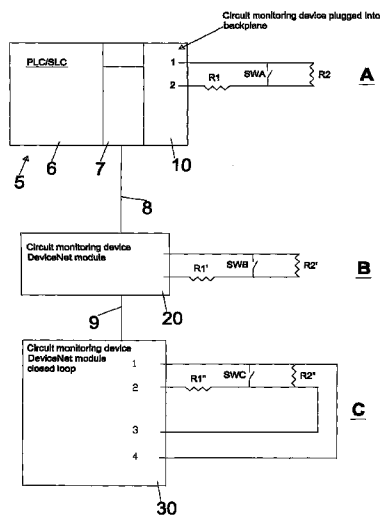 Circuit monitoring device plugged into
backplane
PLC/SLC
1
2
R1
SWA
R2
A
5
6
7
10
8
Circuit monitoring device
DeviceNet module
R1'
SWB
R2'
B
9
20
Circuit monitoring device
DeviceNet module
closed loop
1
2
3
4
R1"
SWC
R2"
C
30